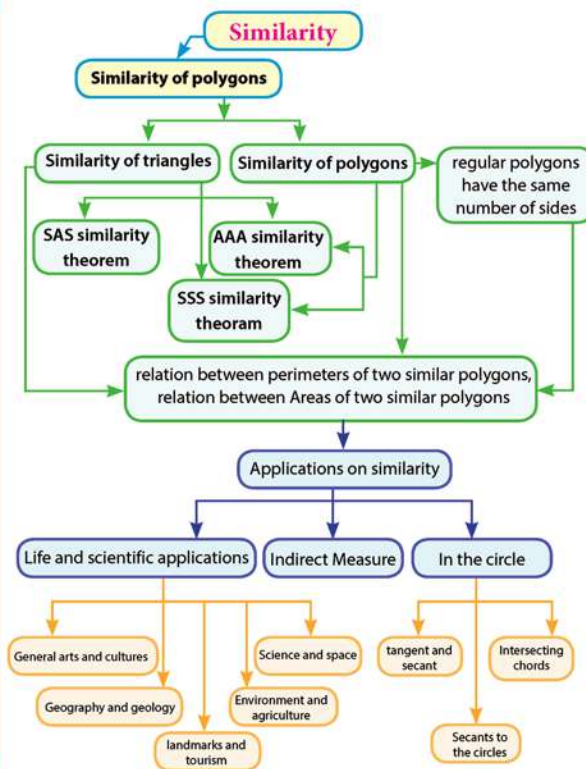 Similarity
Similarity of polygons
Similarity of triangles
Similarity of polygons
regular polygons
have the same
number of sides
SAS similarity
theorem
AAA similarity
theorem
SSS similarity
theoram
relation between perimeters of two similar polygons,
relation between Areas of two similar polygons
Applications on similarity
Life and scientific applications
Indirect Measure
In the circle
General arts and cultures
Science and space
tangent and
secant
Intersecting
chords
Geography and geology
Environment and
agriculture
landmarks and
tourism
Secants to
the circles